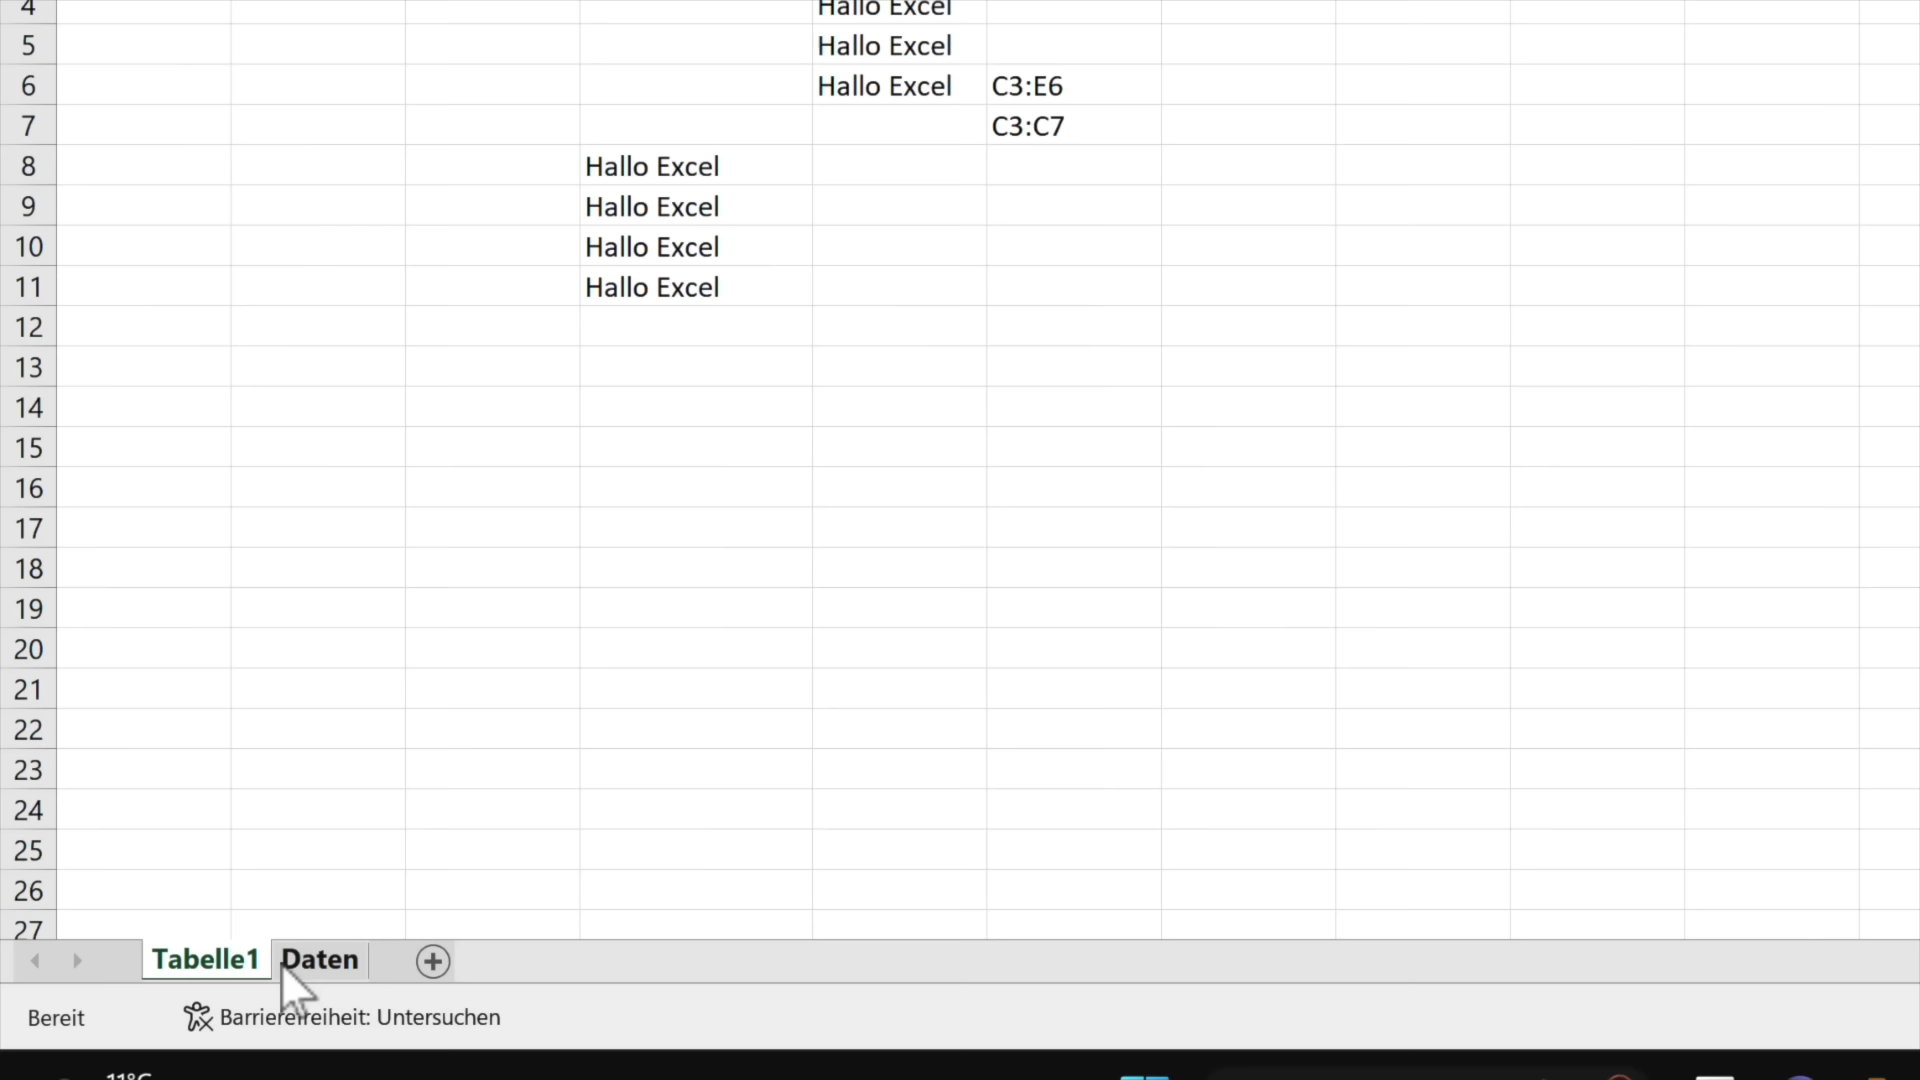 4 Hallo Excel
5 Hallo Excel
6 Hallo Excel C3:E6
7 C3:C7
8 Hallo Excel
9 Hallo Excel
10 Hallo Excel
11 Hallo Excel
12
13
14
15
16
17
18
19
20
21
22
23
24
25
26
27
Tabelle1 Daten
Bereit Barrierefreiheit: Untersuchen
11°C